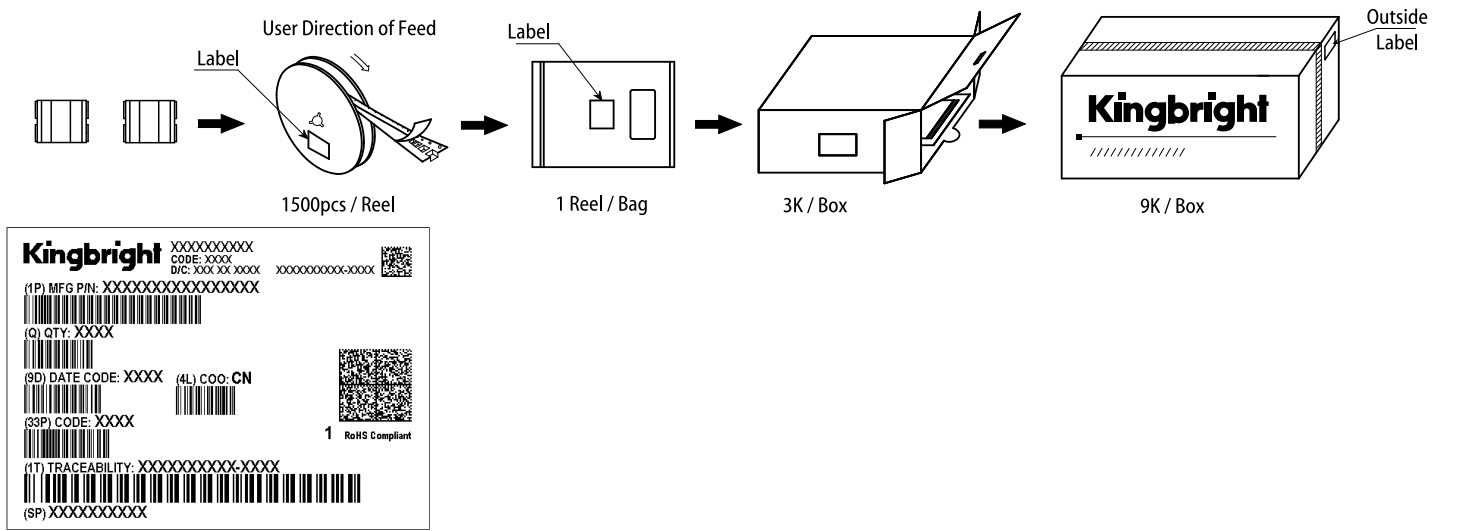 User Direction of Feed
Label
1500pcs / Reel
Label
1 Reel / Bag
3K / Box
Outside
Label
Kingbright
9K / Box
Kingbright
XXXXXXXXXX
CODE: XXXX
D/C: XXX XX XXXX XXXXXXXXXX-XXXX
(1P) MFG P/N: XXXXXXXXXXXXXXXX
(Q) QTY: XXXX
(9D) DATE CODE: XXXX (4L) COO: CN
(33P) CODE: XXXX
1 RoHS Compliant
(1T) TRACEABILITY: XXXXXXXXXX-XXXX
(SP) XXXXXXXXXX